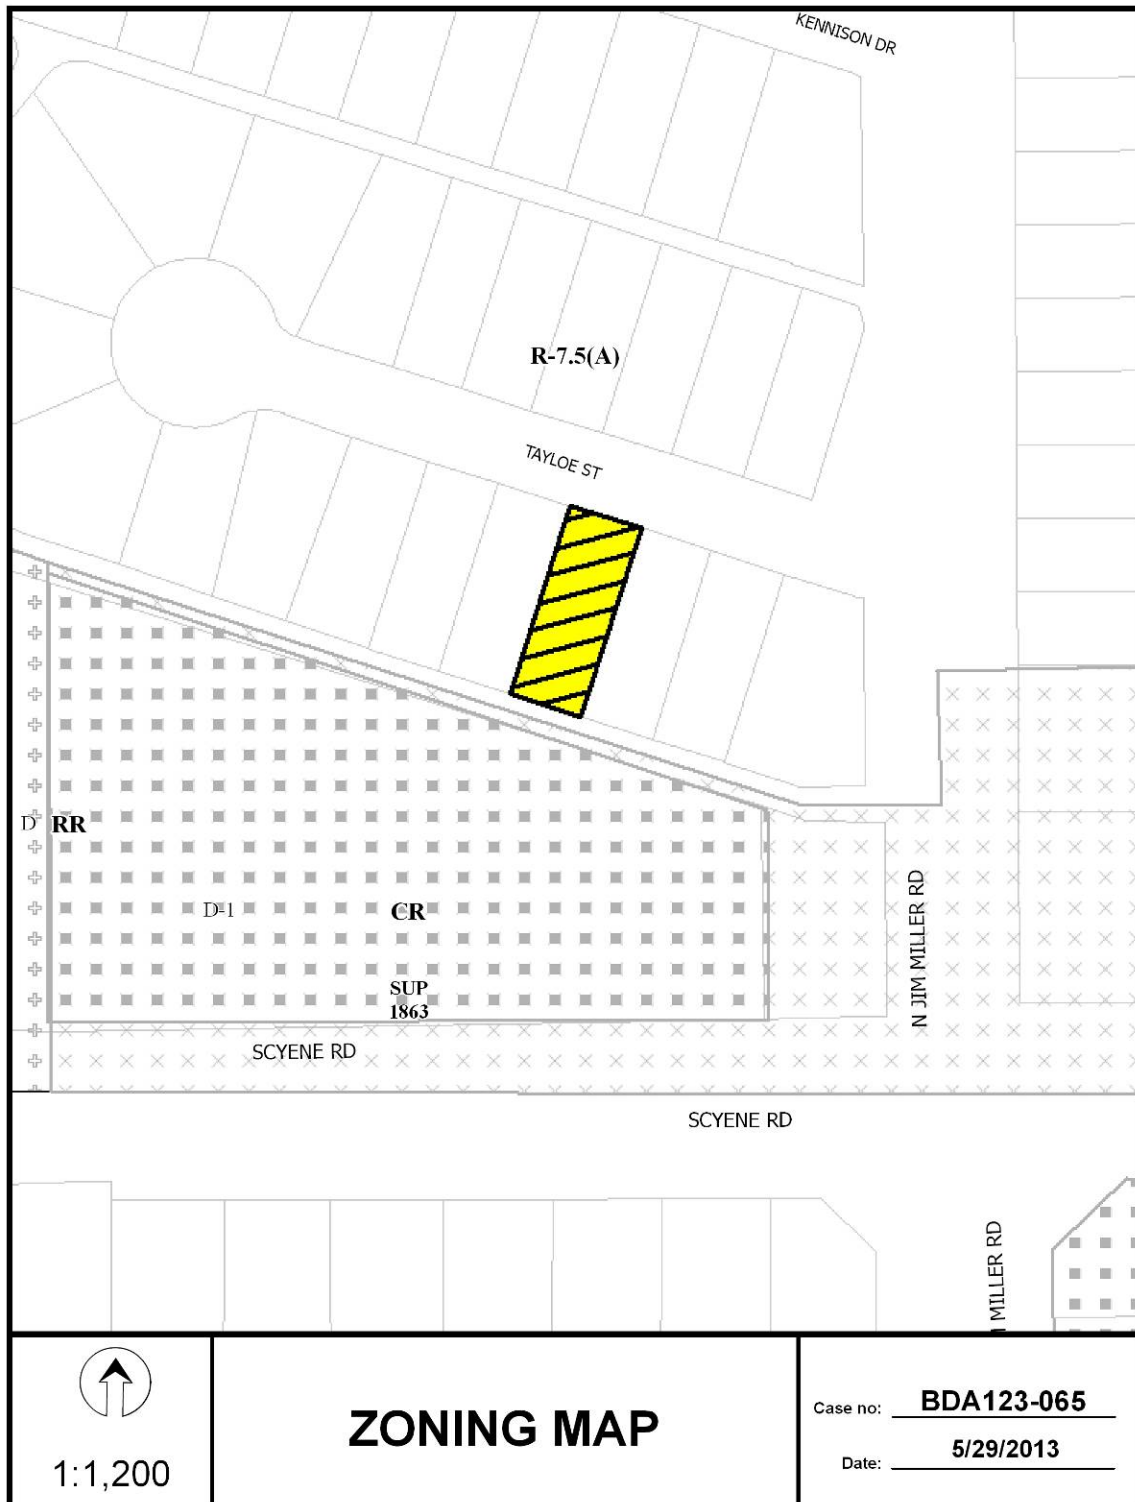 KENNISON DR
R-7.5(A)
TAYLOE ST
D
RR
D-1
CR
SUP
1863
N JIM MILLER RD
SCYENE RD
SCYENE RD
MILLER RD
1:1,200
ZONING MAP
Case no: BDA123-065
Date: 5/29/2013